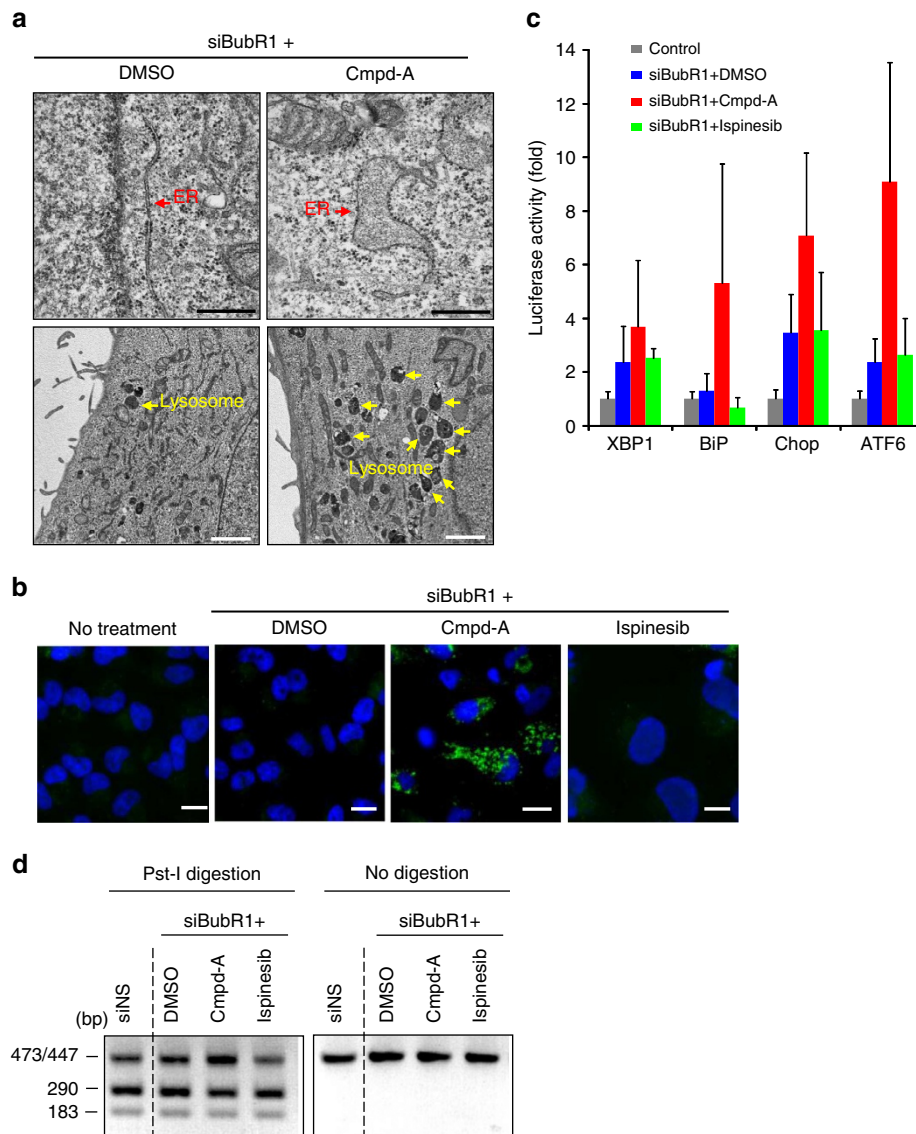 a
siBubR1 +
DMSO
Cmpd-A
ER
ER
Lysosome
Lysosome
c
Control
siBubR1+DMSO
siBubR1+Cmpd-A
siBubR1+Ispinesib
Luciferase activity (fold)
14
12
10
8
6
4
2
0
XBP1
BiP
Chop
ATF6
b
siBubR1 +
No treatment
DMSO
Cmpd-A
Ispinesib
d
Pst-I digestion
No digestion
siBubR1+
siBubR1+
siNS
DMSO
Cmpd-A
Ispinesib
siNS
DMSO
Cmpd-A
Ispinesib
(bp)
473/447
290
183